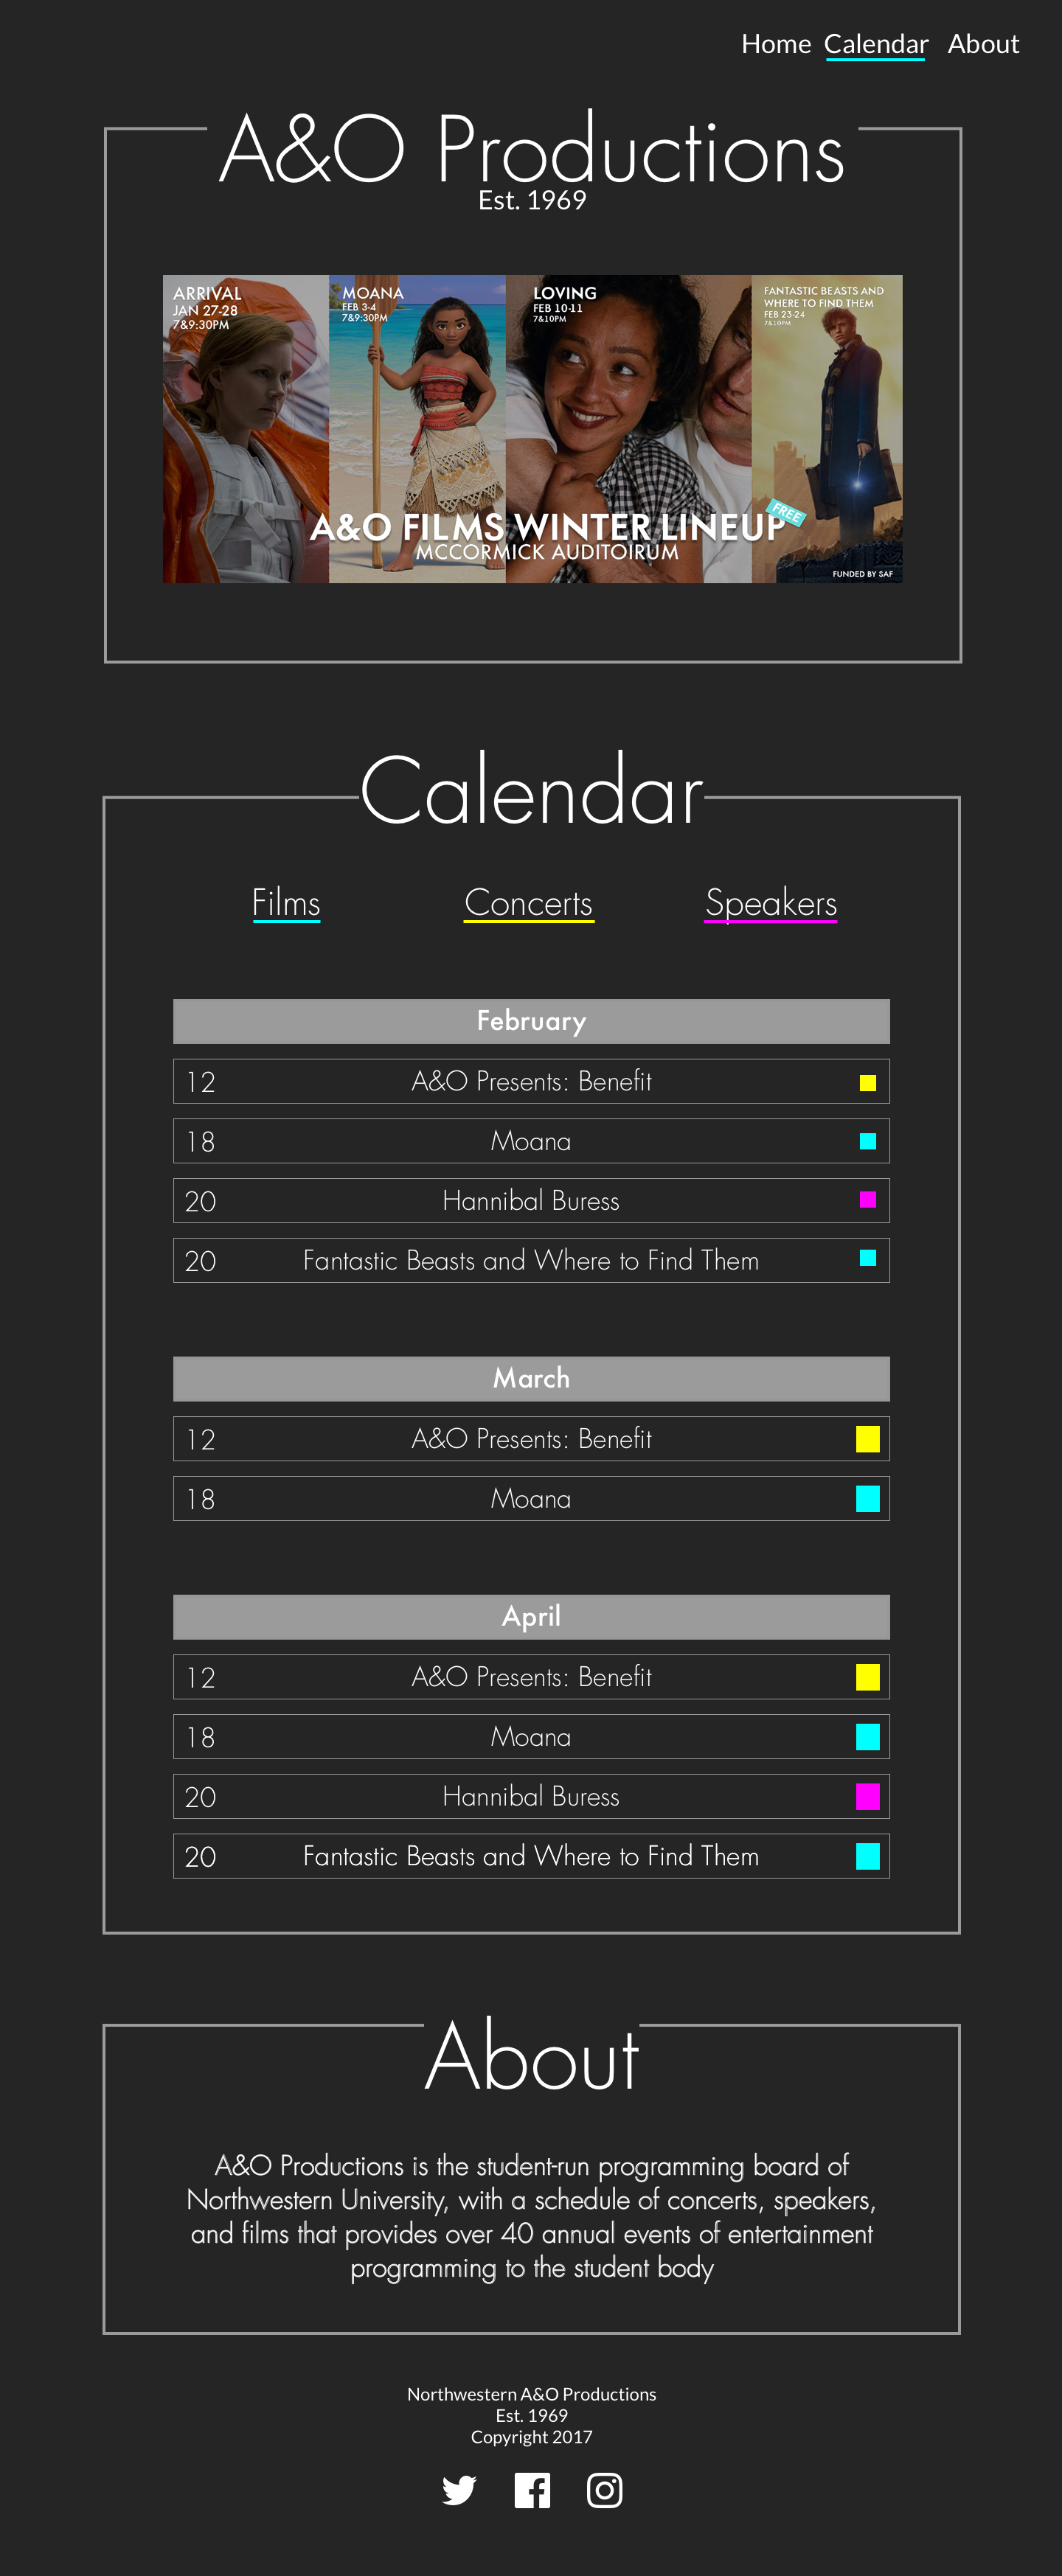 Home Calendar About
A&O Productions
Est. 1969
ARRIVAL
JAN 27-28
7&9:30PM
MOANA
FEB 3-4
7&9:30PM
LOVING
FEB 10-11
7&10PM
FANTASTIC BEASTS AND
WHERE TO FIND THEM
FEB 23-24
7&10PM
FREE
A&O FILMS WINTER LINEUP
MCCORMICK AUDITOIRUM
FUNDED BY SAF
Calendar
Films Concerts Speakers
February
12 A&O Presents: Benefit
18 Moana
20 Hannibal Buress
20 Fantastic Beasts and Where to Find Them
March
12 A&O Presents: Benefit
18 Moana
April
12 A&O Presents: Benefit
18 Moana
20 Hannibal Buress
20 Fantastic Beasts and Where to Find Them
About
A&O Productions is the student-run programming board of
Northwestern University, with a schedule of concerts, speakers,
and films that provides over 40 annual events of entertainment
programming to the student body
Northwestern A&O Productions
Est. 1969
Copyright 2017